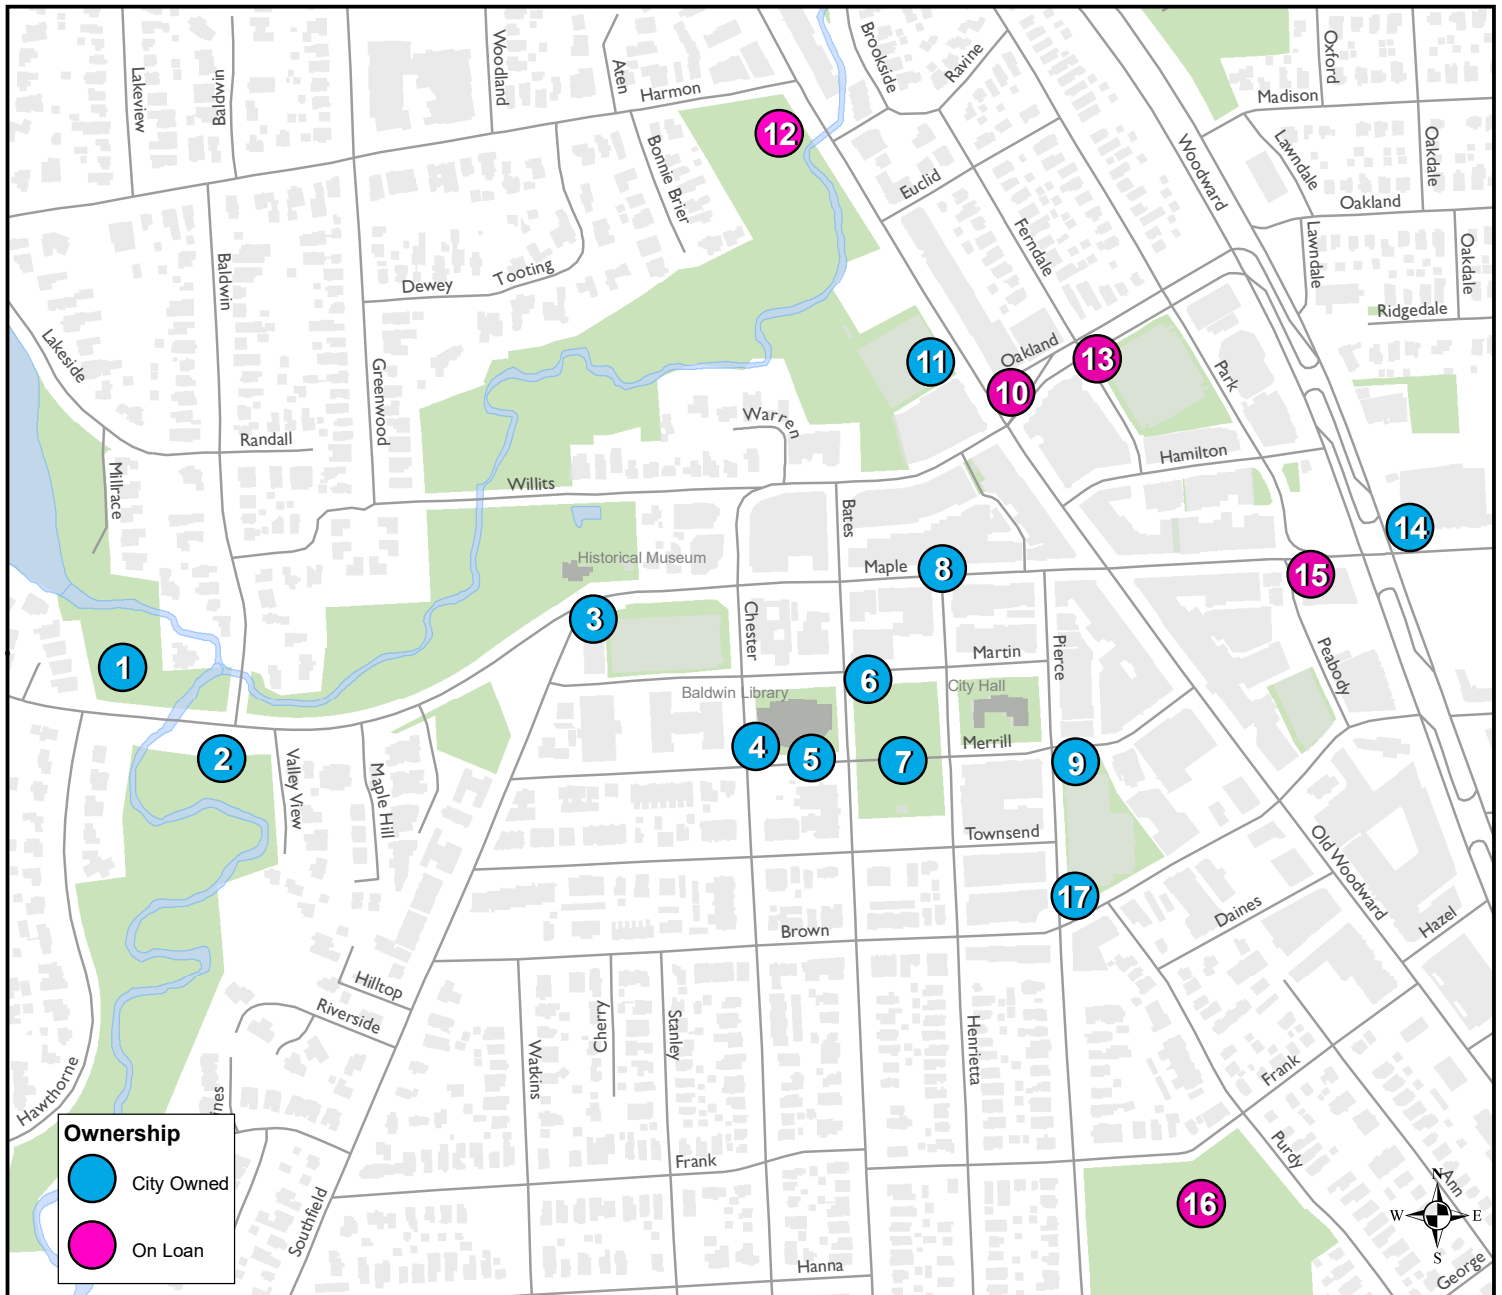 Lakeview
Baldwin
Woodland
Aten
Harmon
Brookside
Ravine
Oxford
Madison
12
Bonnie Brier
Euclid
Woodward
Lawndale
Oakdale
Oakland
Baldwin
Dewey
Tooting
Ferndale
Lawndale
Oakdale
Ridgedale
Lakeside
Greenwood
Oakland
11
10
13
Park
Randall
Warren
Millrace
Willits
Bates
Hamilton
14
Historical Museum
Maple
8
15
3
Chester
Martin
Pierce
Peabody
1
Baldwin Library
6
City Hall
2
Valley View
Maple Hill
4
5
7
Merrill
9
Townsend
Old Woodward
17
Brown
Daines
Hazel
Hilltop
Riverside
Watkins
Cherry
Stanley
Henrietta
Frank
Hawthorne
ines
Southfield
Frank
Purdy
Ann
16
Hanna
George
N
W
E
S
Ownership
City Owned
On Loan